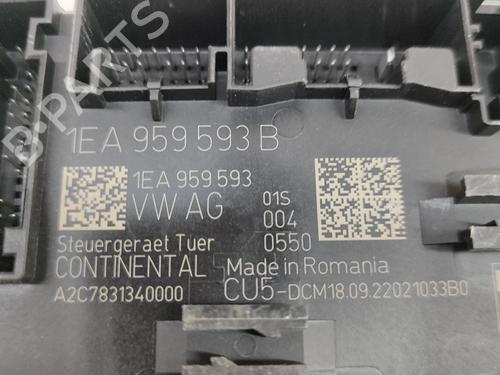 B-PARTS
1EA 959 593 B
1EA 959 593
VW AG
01S
004
Steuergeraet Tuer
0550
CONTINENTAL
Made in Romania
A2C7831340000
CU5-DCM18.09.22021033B0